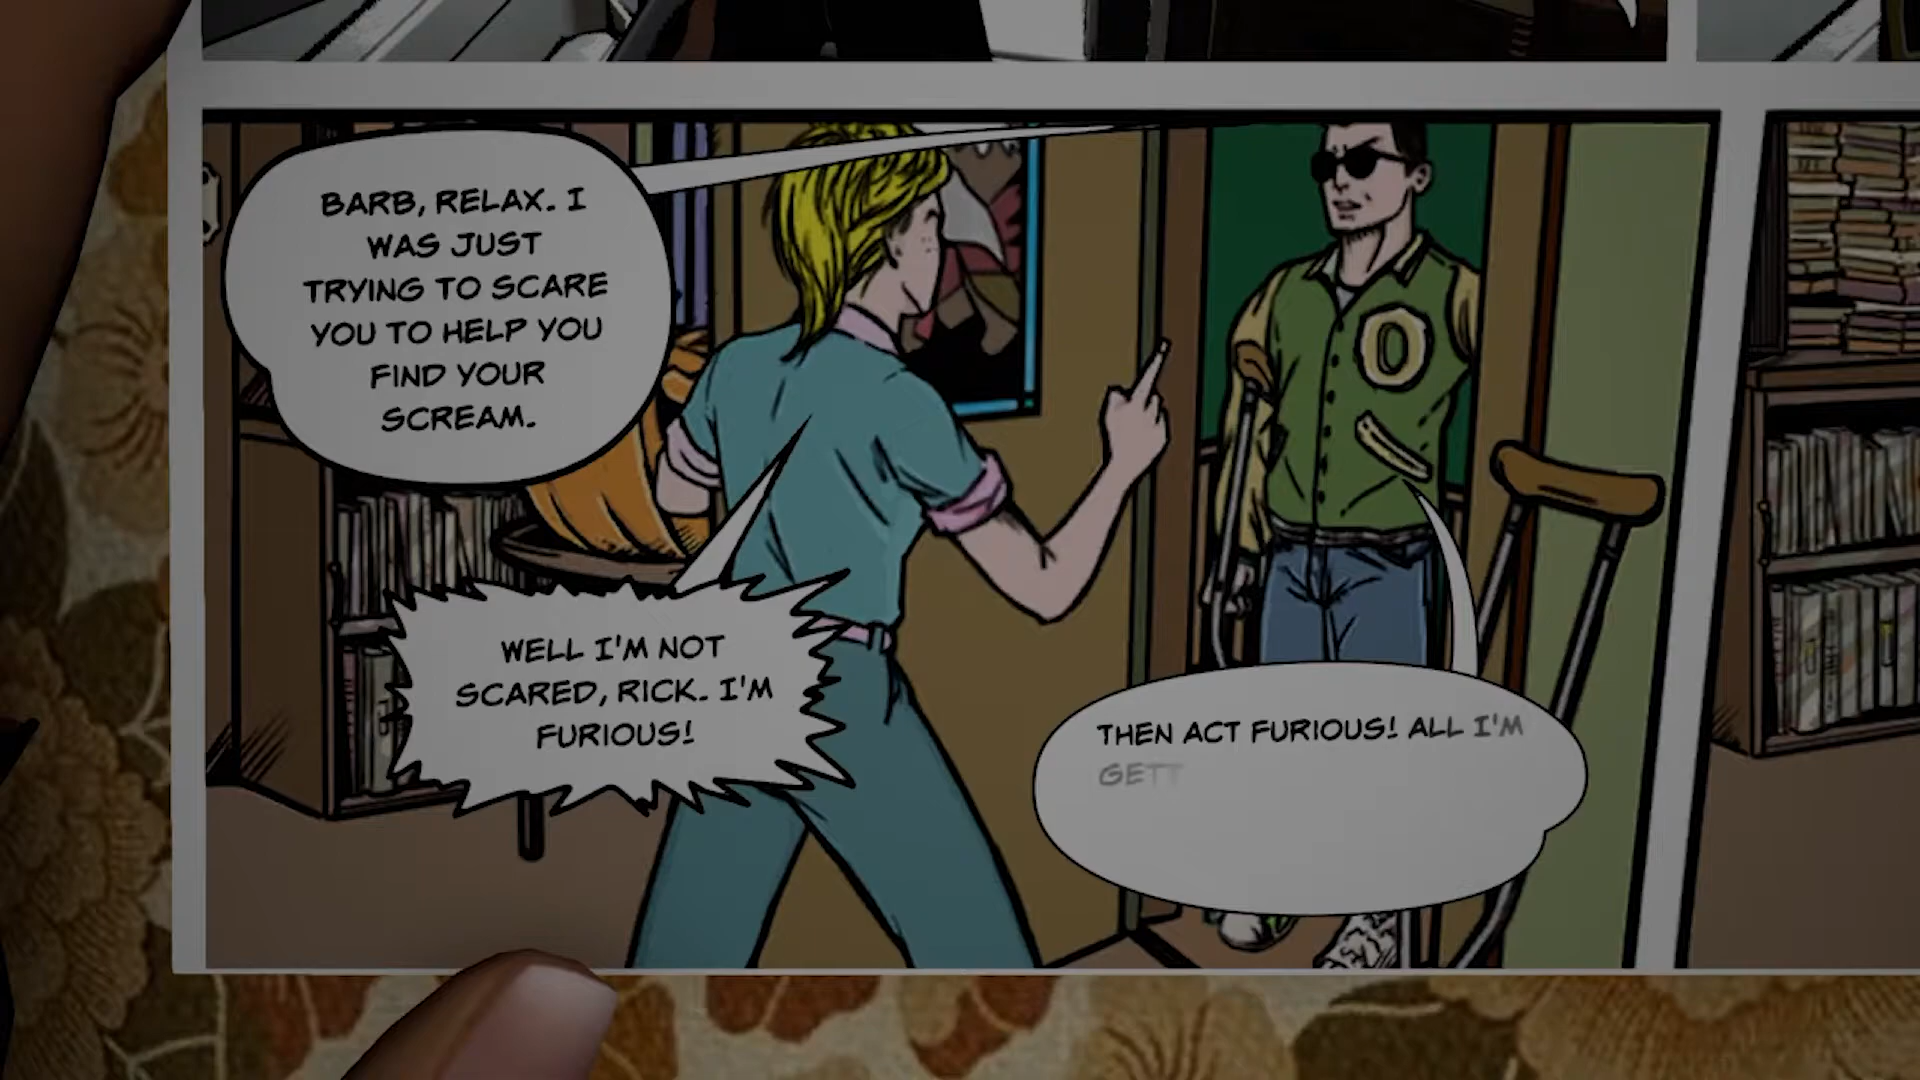 BARB, RELAX. I
WAS JUST
TRYING TO SCARE
YOU TO HELP YOU
FIND YOUR
SCREAM.
WELL I'M NOT
SCARED, RICK. I'M
FURIOUS!
O
THEN ACT FURIOUS! ALL I'M
GETT